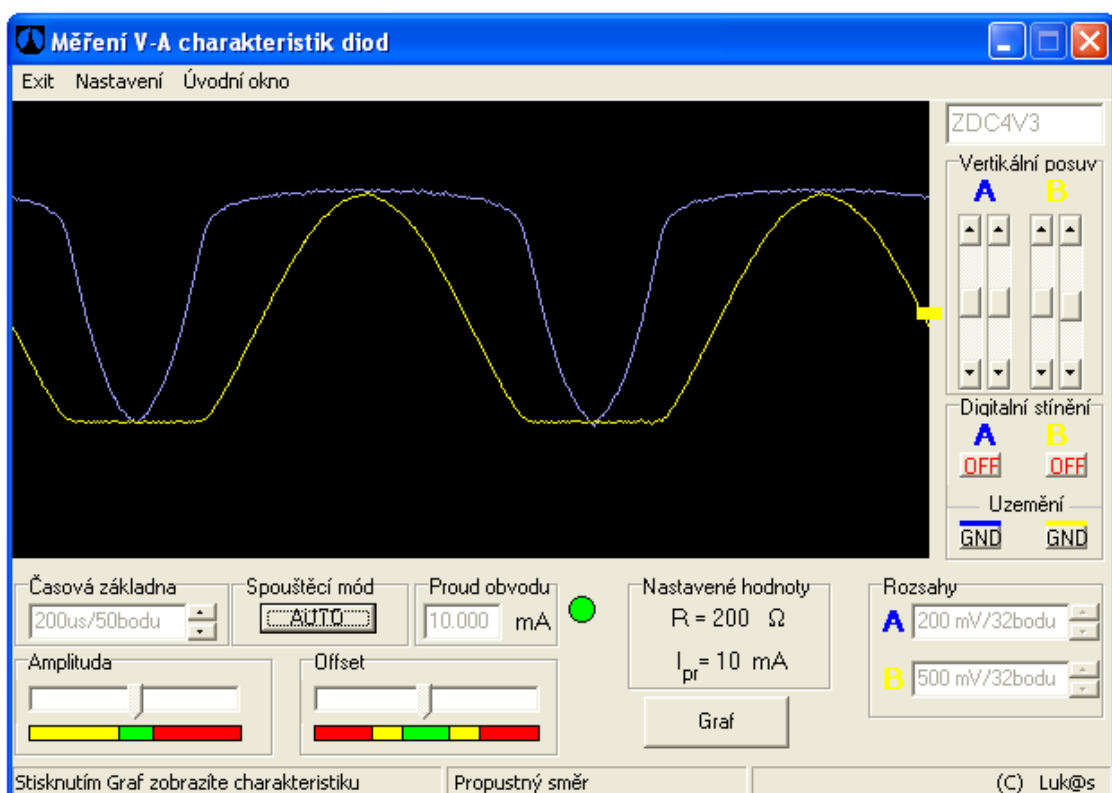 Měření V-A charakteristik diod
Exit Nastavení Úvodní okno
ZDC4V3
Vertikální posuv
A B
Digitalní stínění
A B
OFF OFF
Uzemění
GND GND
Časová základna
200us/50bodu
Spouštěcí mód
AUTO
Proud obvodu
10.000 mA
Nastavené hodnoty
R = 200 Ω
Ipr= 10 mA
Rozsahy
A 200 mV/32bodu
B 500 mV/32bodu
Amplituda
Offset
Graf
Stisknutím Graf zobrazíte charakteristiku
Propustný směr
(C) Luk@s